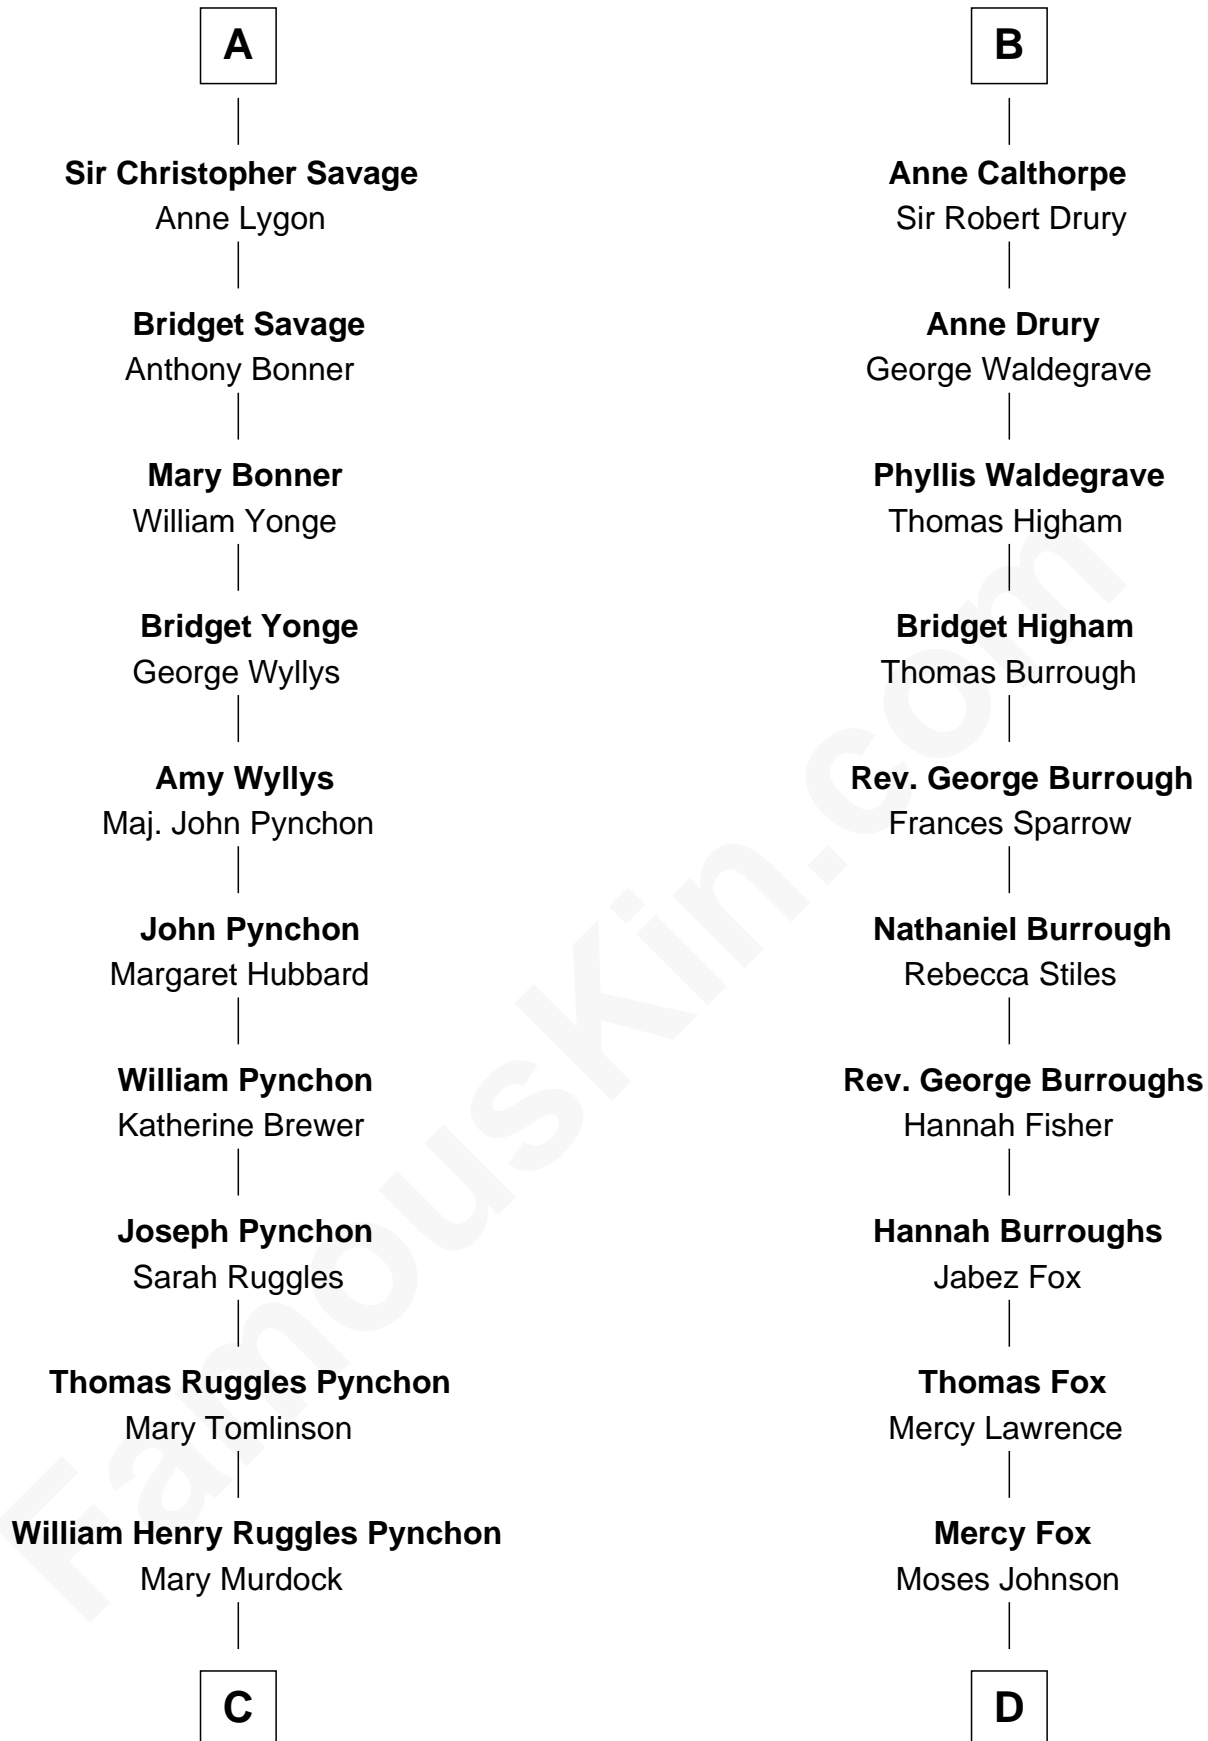 A
Sir Christopher Savage
Anne Lygon
Bridget Savage
Anthony Bonner
Mary Bonner
William Yonge
Bridget Yonge
George Wyllys
Amy Wyllys
Maj. John Pynchon
John Pynchon
Margaret Hubbard
William Pynchon
Katherine Brewer
Joseph Pynchon
Sarah Ruggles
Thomas Ruggles Pynchon
Mary Tomlinson
William Henry Ruggles Pynchon
Mary Murdock
C
B
Anne Calthorpe
Sir Robert Drury
Anne Drury
George Waldegrave
Phyllis Waldegrave
Thomas Higham
Bridget Higham
Thomas Burrough
Rev. George Burrough
Frances Sparrow
Nathaniel Burrough
Rebecca Stiles
Rev. George Burroughs
Hannah Fisher
Hannah Burroughs
Jabez Fox
Thomas Fox
Mercy Lawrence
Mercy Fox
Moses Johnson
D
FamousKin.com